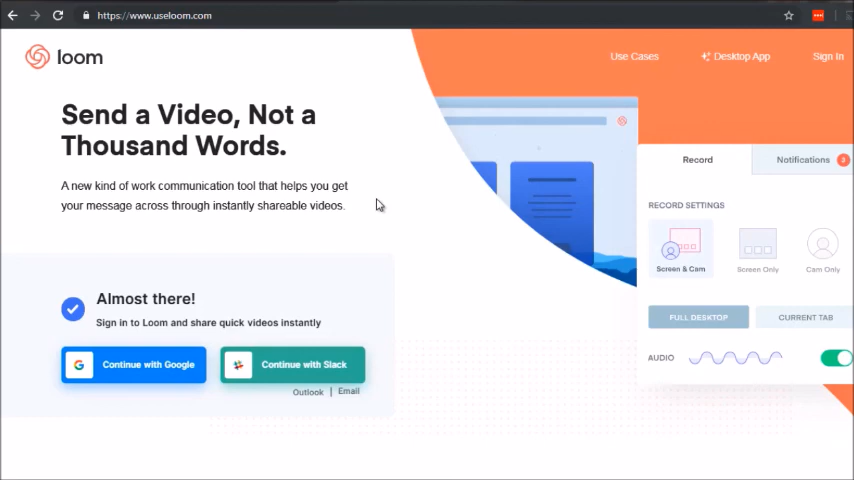 https://www.useloom.com
loom
Use Cases
Desktop App
Sign In
Send a Video, Not a
Thousand Words.
A new kind of work communication tool that helps you get
your message across through instantly shareable videos.
Record
Notifications
RECORD SETTINGS
Screen & Cam
Screen Only
Cam Only
FULL DESKTOP
CURRENT TAB
AUDIO
Almost there!
Sign in to Loom and share quick videos instantly
Continue with Google
Continue with Slack
Outlook | Email